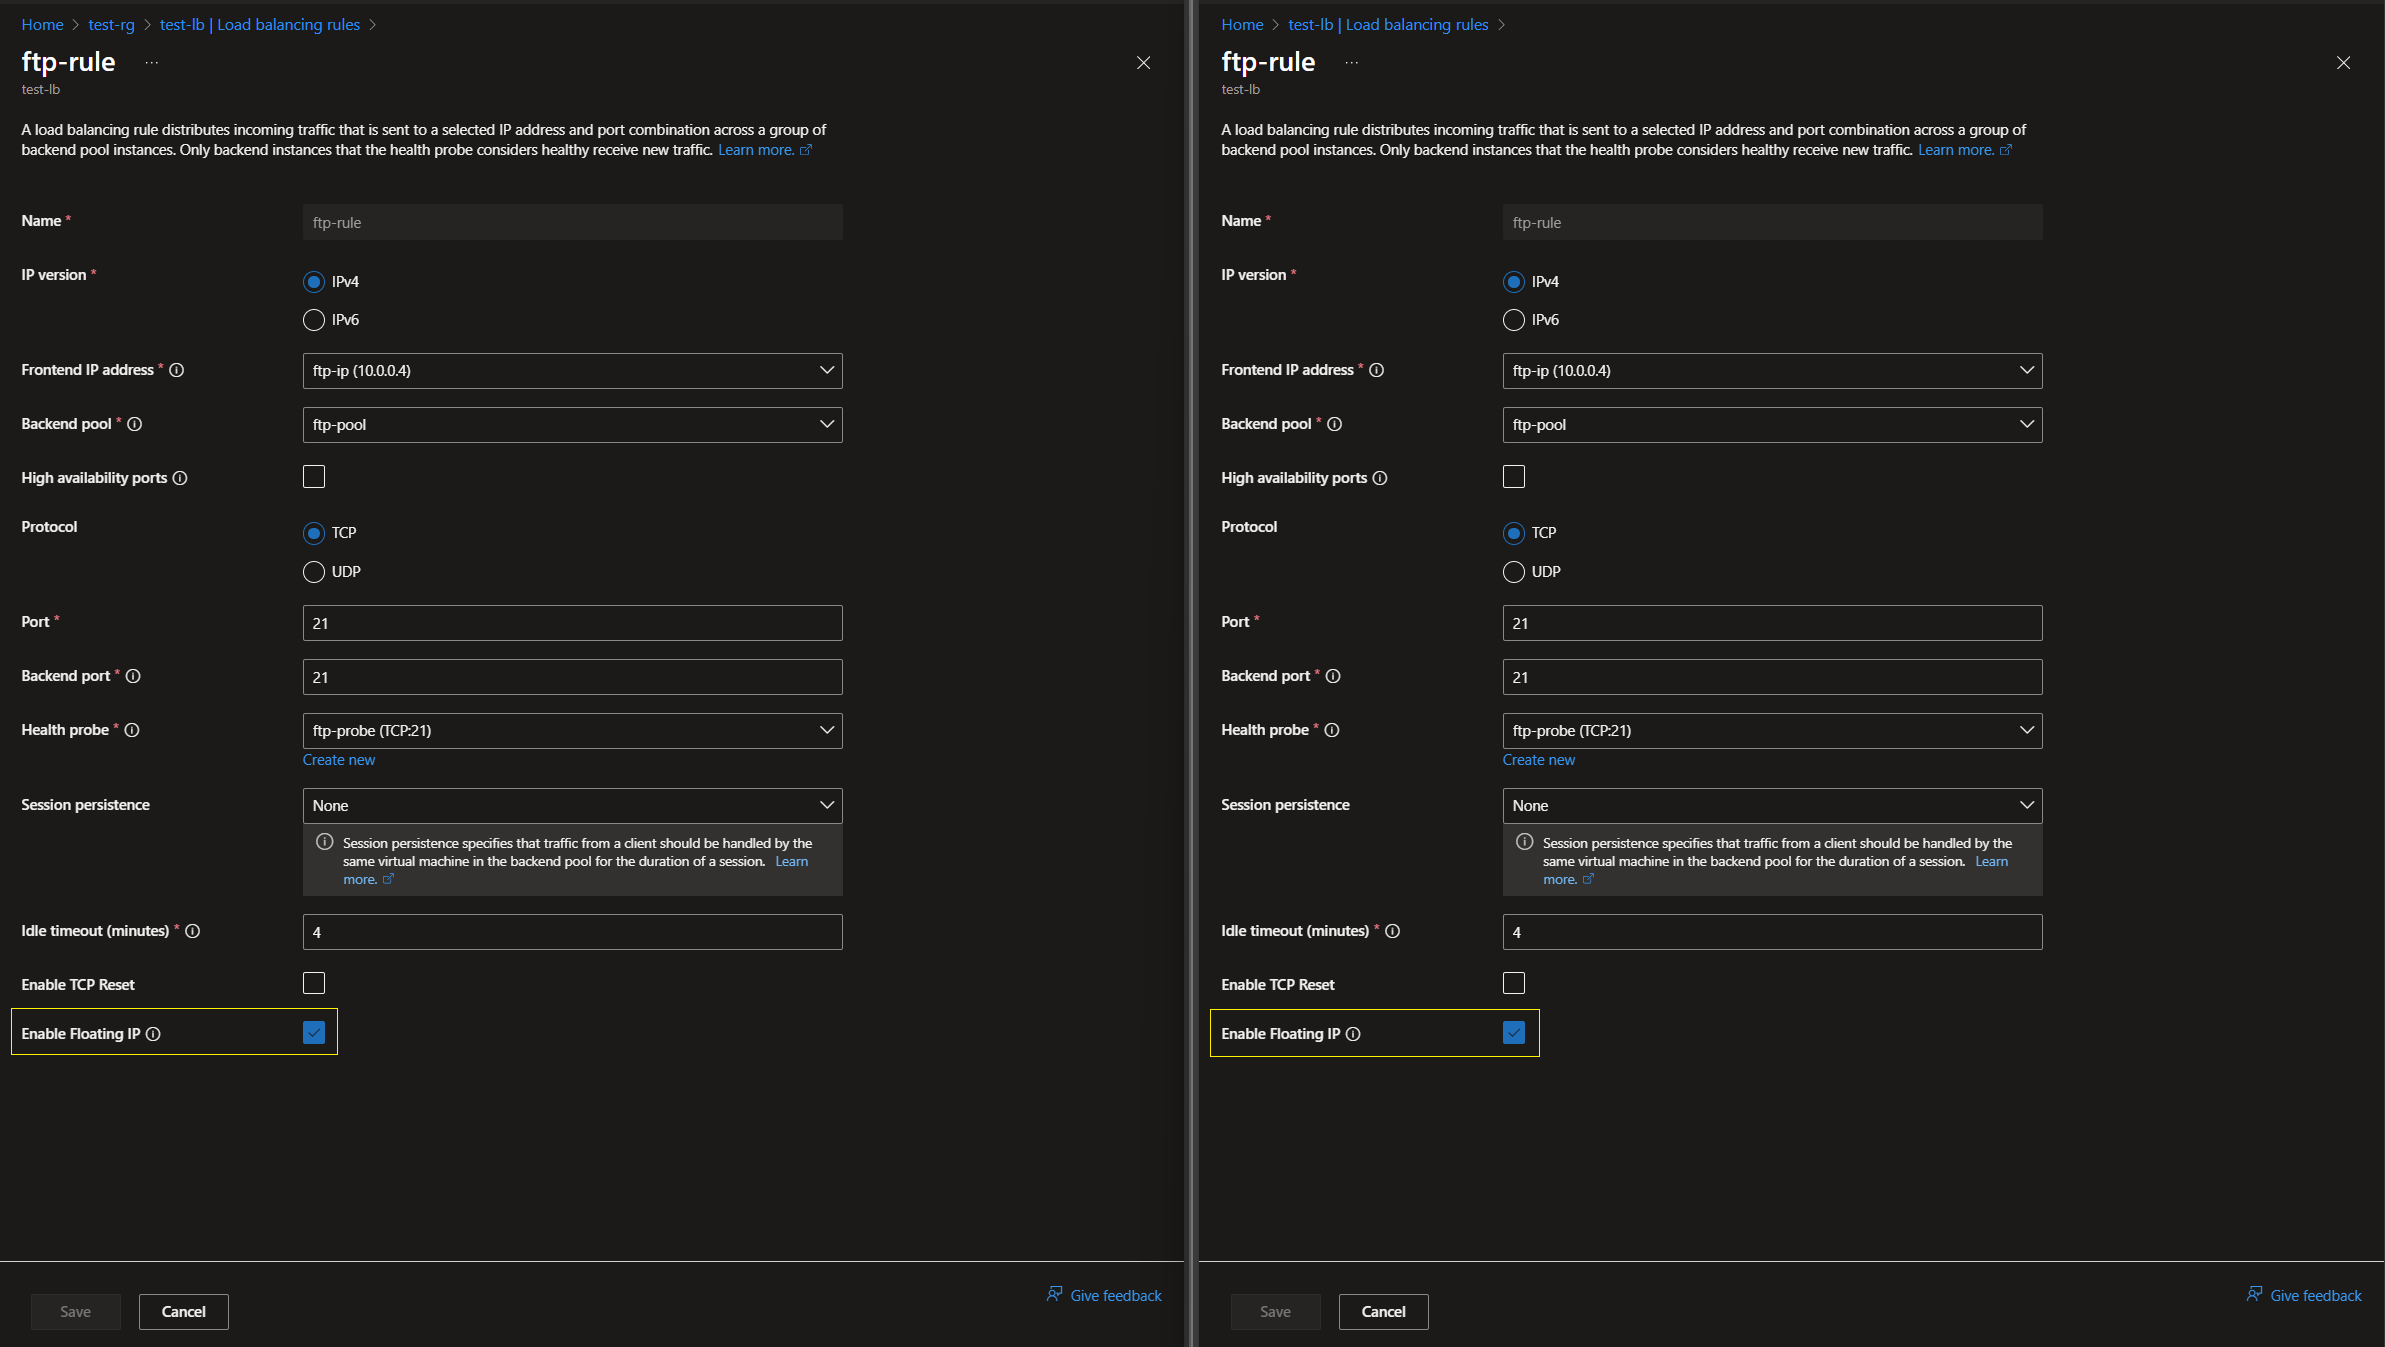 Home > test-rg > test-lb | Load balancing rules >
ftp-rule ...
test-lb
A load balancing rule distributes incoming traffic that is sent to a selected IP address and port combination across a group of
backend pool instances. Only backend instances that the health probe considers healthy receive new traffic. Learn more.
Name *
ftp-rule
IP version *
IPv4
IPv6
Frontend IP address *
ftp-ip (10.0.0.4)
Backend pool *
ftp-pool
High availability ports
Protocol
TCP
UDP
Port *
21
Backend port *
21
Health probe *
ftp-probe (TCP:21)
Create new
Session persistence
None
Session persistence specifies that traffic from a client should be handled by the
same virtual machine in the backend pool for the duration of a session. Learn
more.
Idle timeout (minutes) *
4
Enable TCP Reset
Enable Floating IP
Save
Cancel
Give feedback
Home > test-lb | Load balancing rules >
ftp-rule ...
test-lb
A load balancing rule distributes incoming traffic that is sent to a selected IP address and port combination across a group of
backend pool instances. Only backend instances that the health probe considers healthy receive new traffic. Learn more.
Name *
ftp-rule
IP version *
IPv4
IPv6
Frontend IP address *
ftp-ip (10.0.0.4)
Backend pool *
ftp-pool
High availability ports
Protocol
TCP
UDP
Port *
21
Backend port *
21
Health probe *
ftp-probe (TCP:21)
Create new
Session persistence
None
Session persistence specifies that traffic from a client should be handled by the
same virtual machine in the backend pool for the duration of a session. Learn
more.
Idle timeout (minutes) *
4
Enable TCP Reset
Enable Floating IP
Save
Cancel
Give feedback